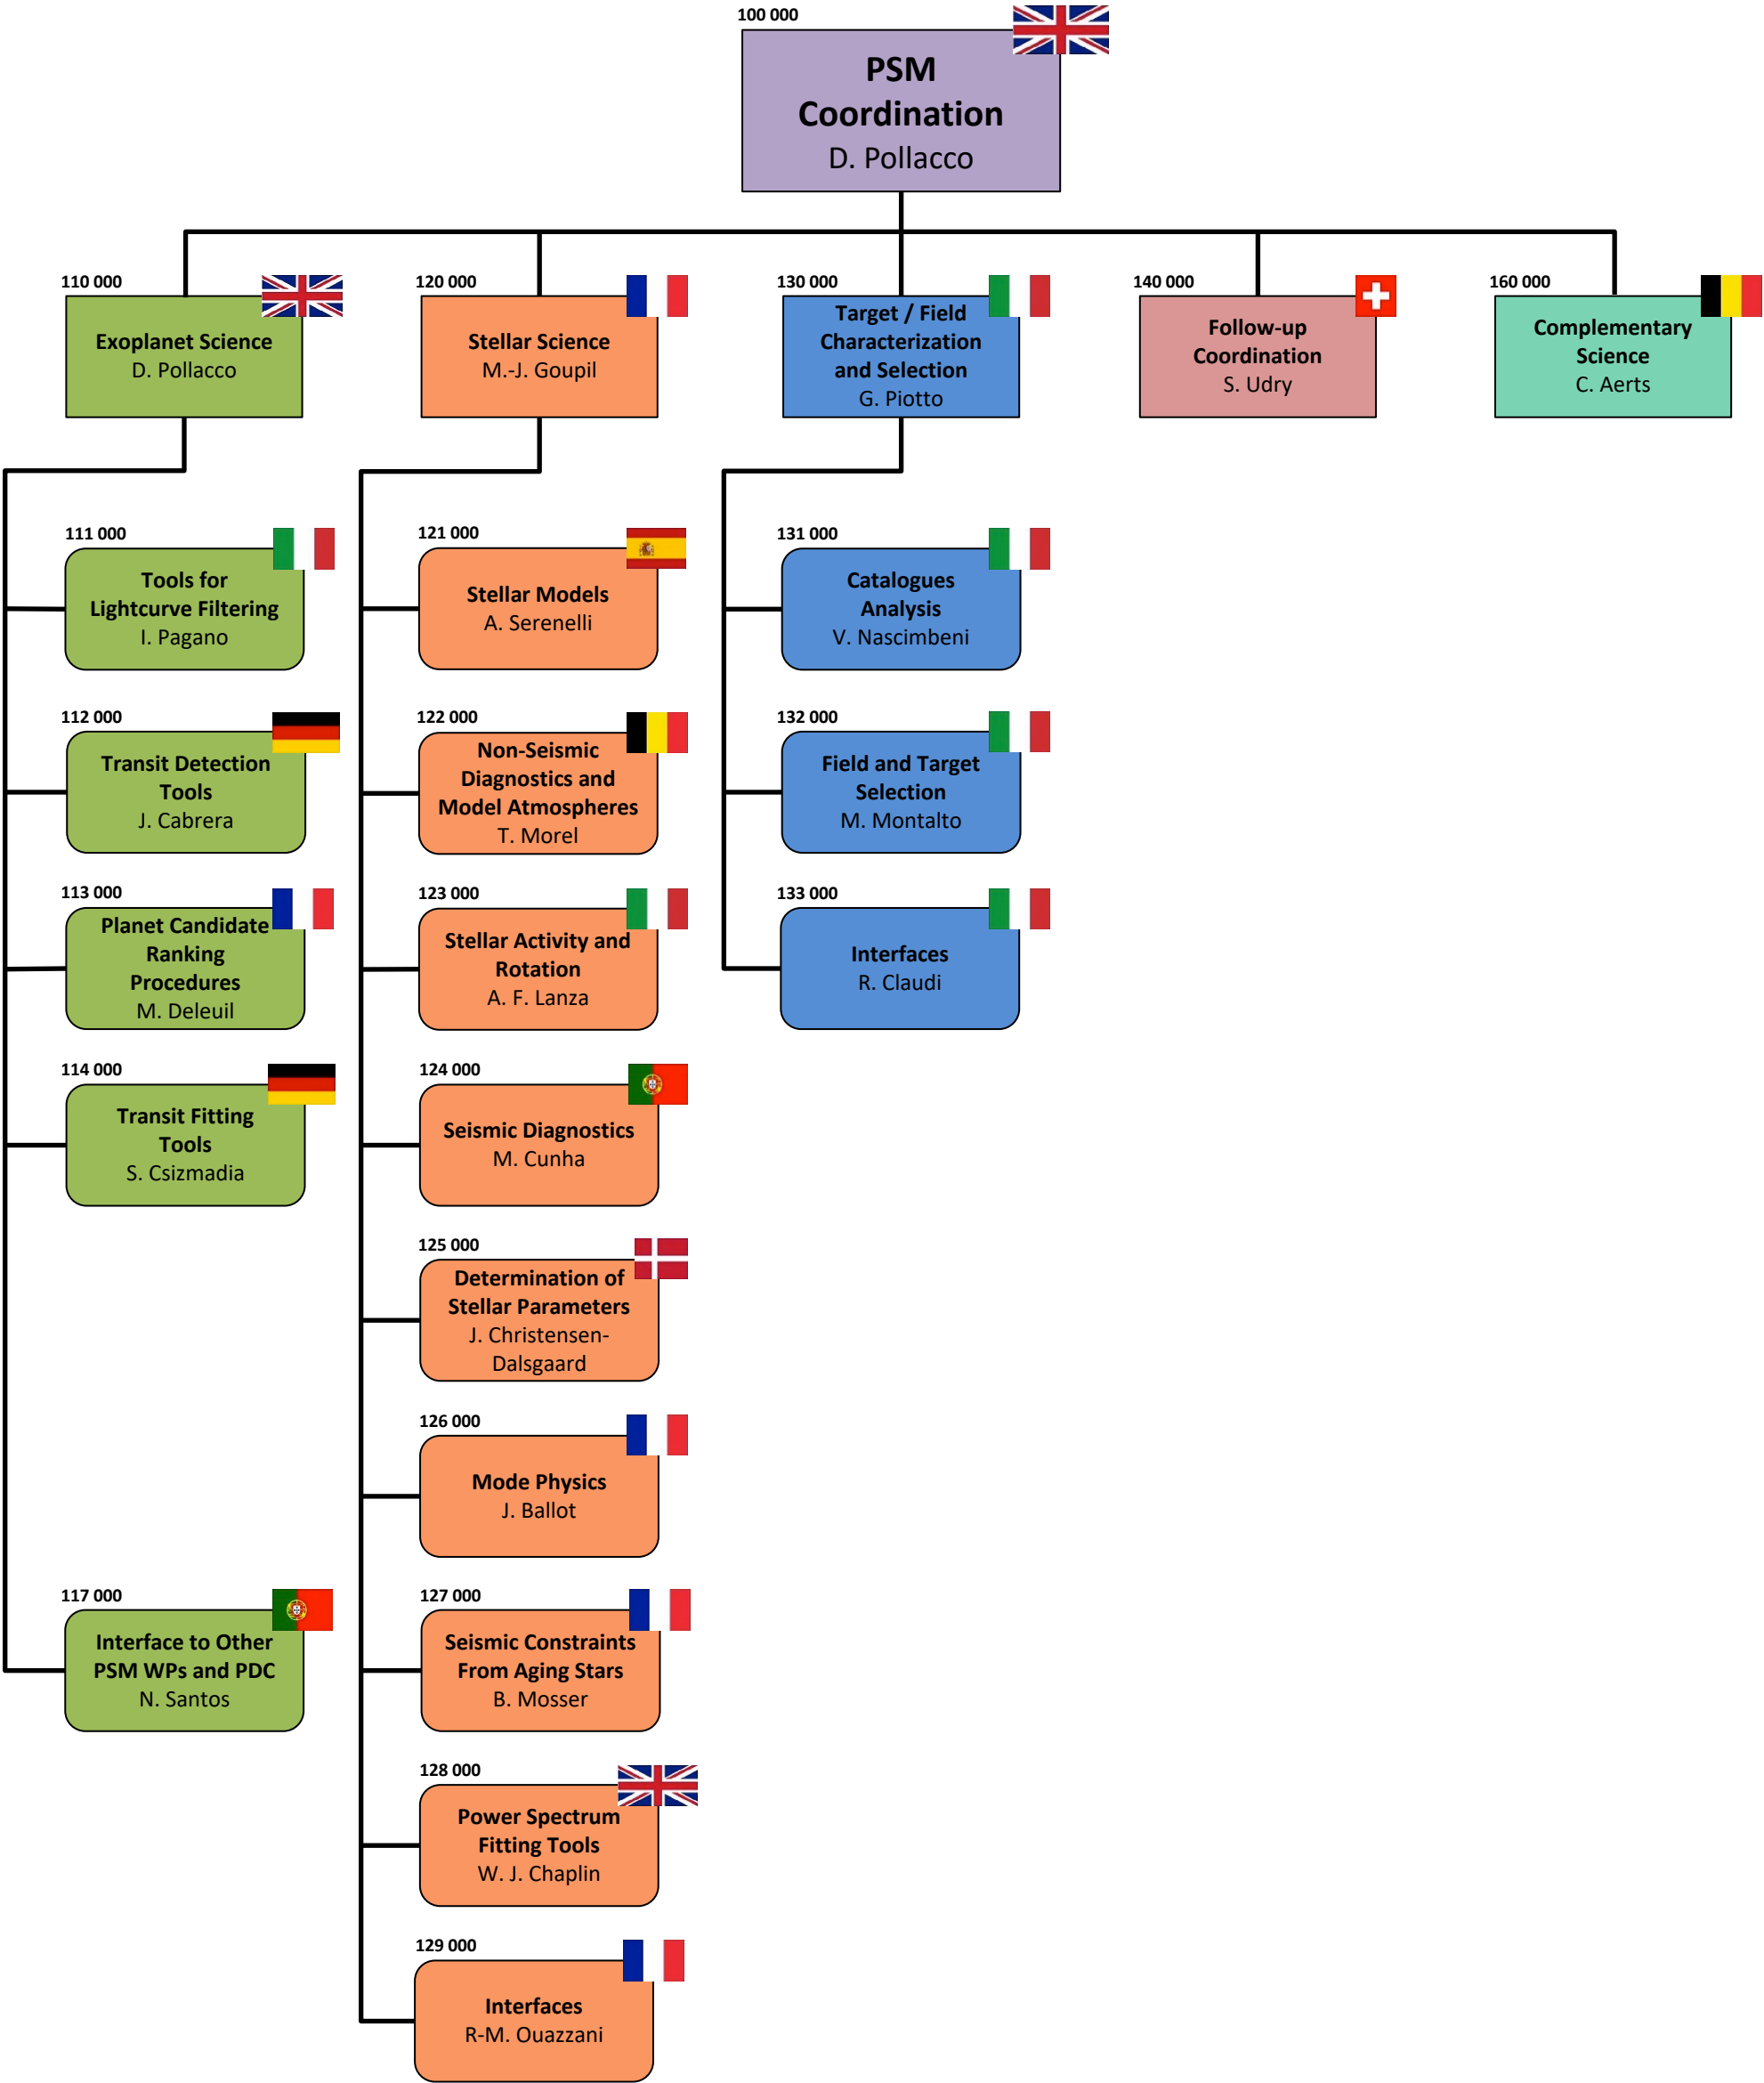 100 000
PSM
Coordination
D. Pollacco
110 000
Exoplanet Science
D. Pollacco
120 000
Stellar Science
M.-J. Goupil
130 000
Target / Field
Characterization
and Selection
G. Piotto
140 000
Follow-up
Coordination
S. Udry
160 000
Complementary
Science
C. Aerts
111 000
Tools for
Lightcurve Filtering
I. Pagano
112 000
Transit Detection
Tools
J. Cabrera
113 000
Planet Candidate
Ranking
Procedures
M. Deleuil
114 000
Transit Fitting
Tools
S. Csizmadia
117 000
Interface to Other
PSM WPs and PDC
N. Santos
121 000
Stellar Models
A. Serenelli
122 000
Non-Seismic
Diagnostics and
Model Atmospheres
T. Morel
123 000
Stellar Activity and
Rotation
A. F. Lanza
124 000
Seismic Diagnostics
M. Cunha
125 000
Determination of
Stellar Parameters
J. Christensen-
Dalsgaard
126 000
Mode Physics
J. Ballot
127 000
Seismic Constraints
From Aging Stars
B. Mosser
128 000
Power Spectrum
Fitting Tools
W. J. Chaplin
129 000
Interfaces
R-M. Ouazzani
131 000
Catalogues
Analysis
V. Nascimbeni
132 000
Field and Target
Selection
M. Montalto
133 000
Interfaces
R. Claudi